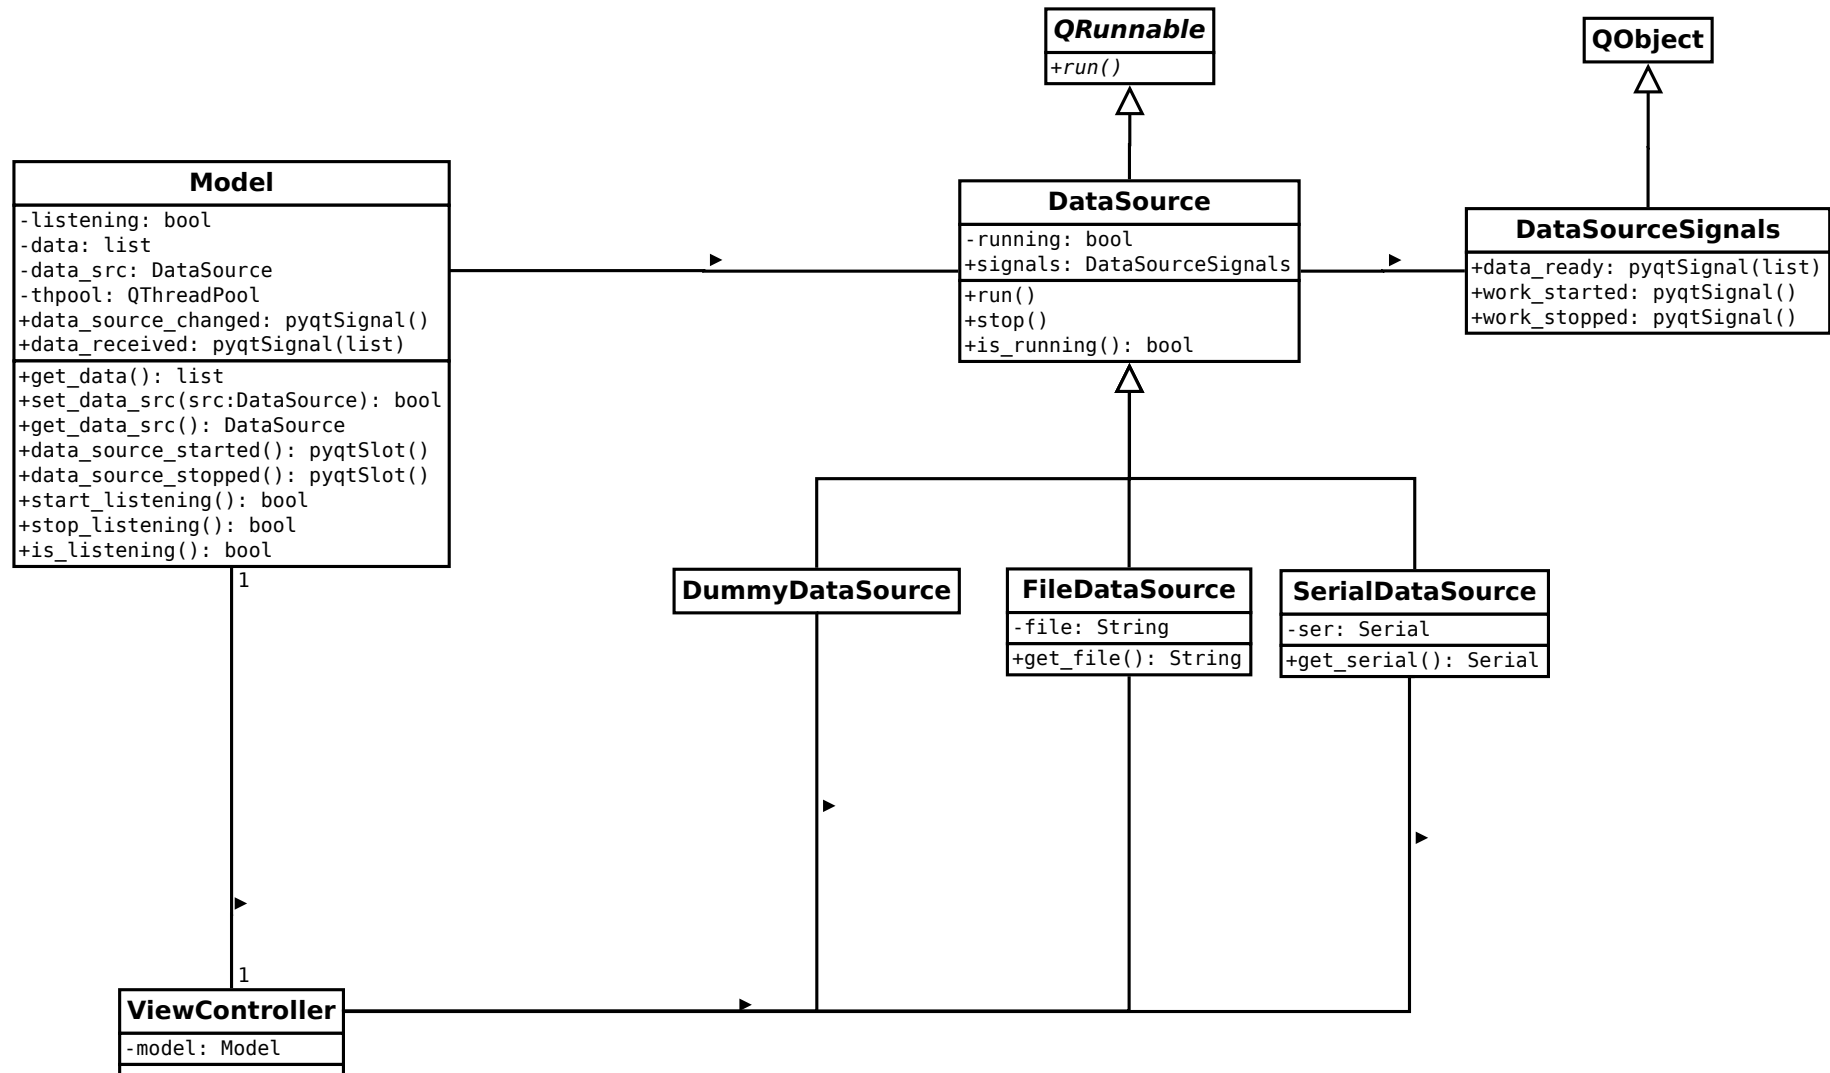 QRunnable
+run()
QObject
Model
-listening: bool
-data: list
-data_src: DataSource
-thpool: QThreadPool
+data_source_changed: pyqtSignal()
+data_received: pyqtSignal(list)
+get_data(): list
+set_data_src(src:DataSource): bool
+get_data_src(): DataSource
+data_source_started(): pyqtSlot()
+data_source_stopped(): pyqtSlot()
+start_listening(): bool
+stop_listening(): bool
+is_listening(): bool
DataSource
-running: bool
+signals: DataSourceSignals
+run()
+stop()
+is_running(): bool
DataSourceSignals
+data_ready: pyqtSignal(list)
+work_started: pyqtSignal()
+work_stopped: pyqtSignal()
1
DummyDataSource
FileDataSource
-file: String
+get_file(): String
SerialDataSource
-ser: Serial
+get_serial(): Serial
1
ViewController
-model: Model